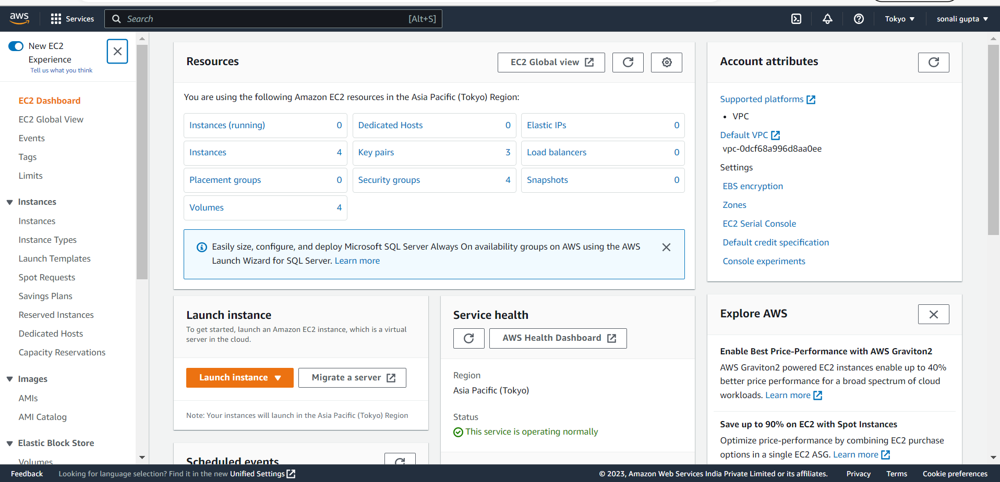 aws
Services
Search
[Alt+S]
Tokyo
sonali gupta
New EC2
Experience
Tell us what you think
EC2 Dashboard
EC2 Global View
Events
Tags
Limits
Instances
Instances
Instance Types
Launch Templates
Spot Requests
Savings Plans
Reserved Instances
Dedicated Hosts
Capacity Reservations
Images
AMIs
AMI Catalog
Elastic Block Store
Volumes
Resources
EC2 Global view
You are using the following Amazon EC2 resources in the Asia Pacific (Tokyo) Region:
Instances (running) 0
Dedicated Hosts 0
Elastic IPs 0
Instances 4
Key pairs 3
Load balancers 0
Placement groups 0
Security groups 4
Snapshots 0
Volumes 4
Easily size, configure, and deploy Microsoft SQL Server Always On availability groups on AWS using the AWS
Launch Wizard for SQL Server. Learn more
Launch instance
To get started, launch an Amazon EC2 instance, which is a virtual
server in the cloud.
Launch instance
Migrate a server
Note: Your instances will launch in the Asia Pacific (Tokyo) Region
Scheduled events
Service health
AWS Health Dashboard
Region
Asia Pacific (Tokyo)
Status
This service is operating normally
Account attributes
Supported platforms
• VPC
Default VPC
vpc-0dcf68a996d8aa0ee
Settings
EBS encryption
Zones
EC2 Serial Console
Default credit specification
Console experiments
Explore AWS
Enable Best Price-Performance with AWS Graviton2
AWS Graviton2 powered EC2 instances enable up to 40%
better price performance for a broad spectrum of cloud
workloads. Learn more
Save up to 90% on EC2 with Spot Instances
Optimize price-performance by combining EC2 purchase
options in a single EC2 ASG. Learn more
Feedback
Looking for language selection? Find it in the new Unified Settings
© 2023, Amazon Web Services India Private Limited or its affiliates.
Privacy
Terms
Cookie preferences